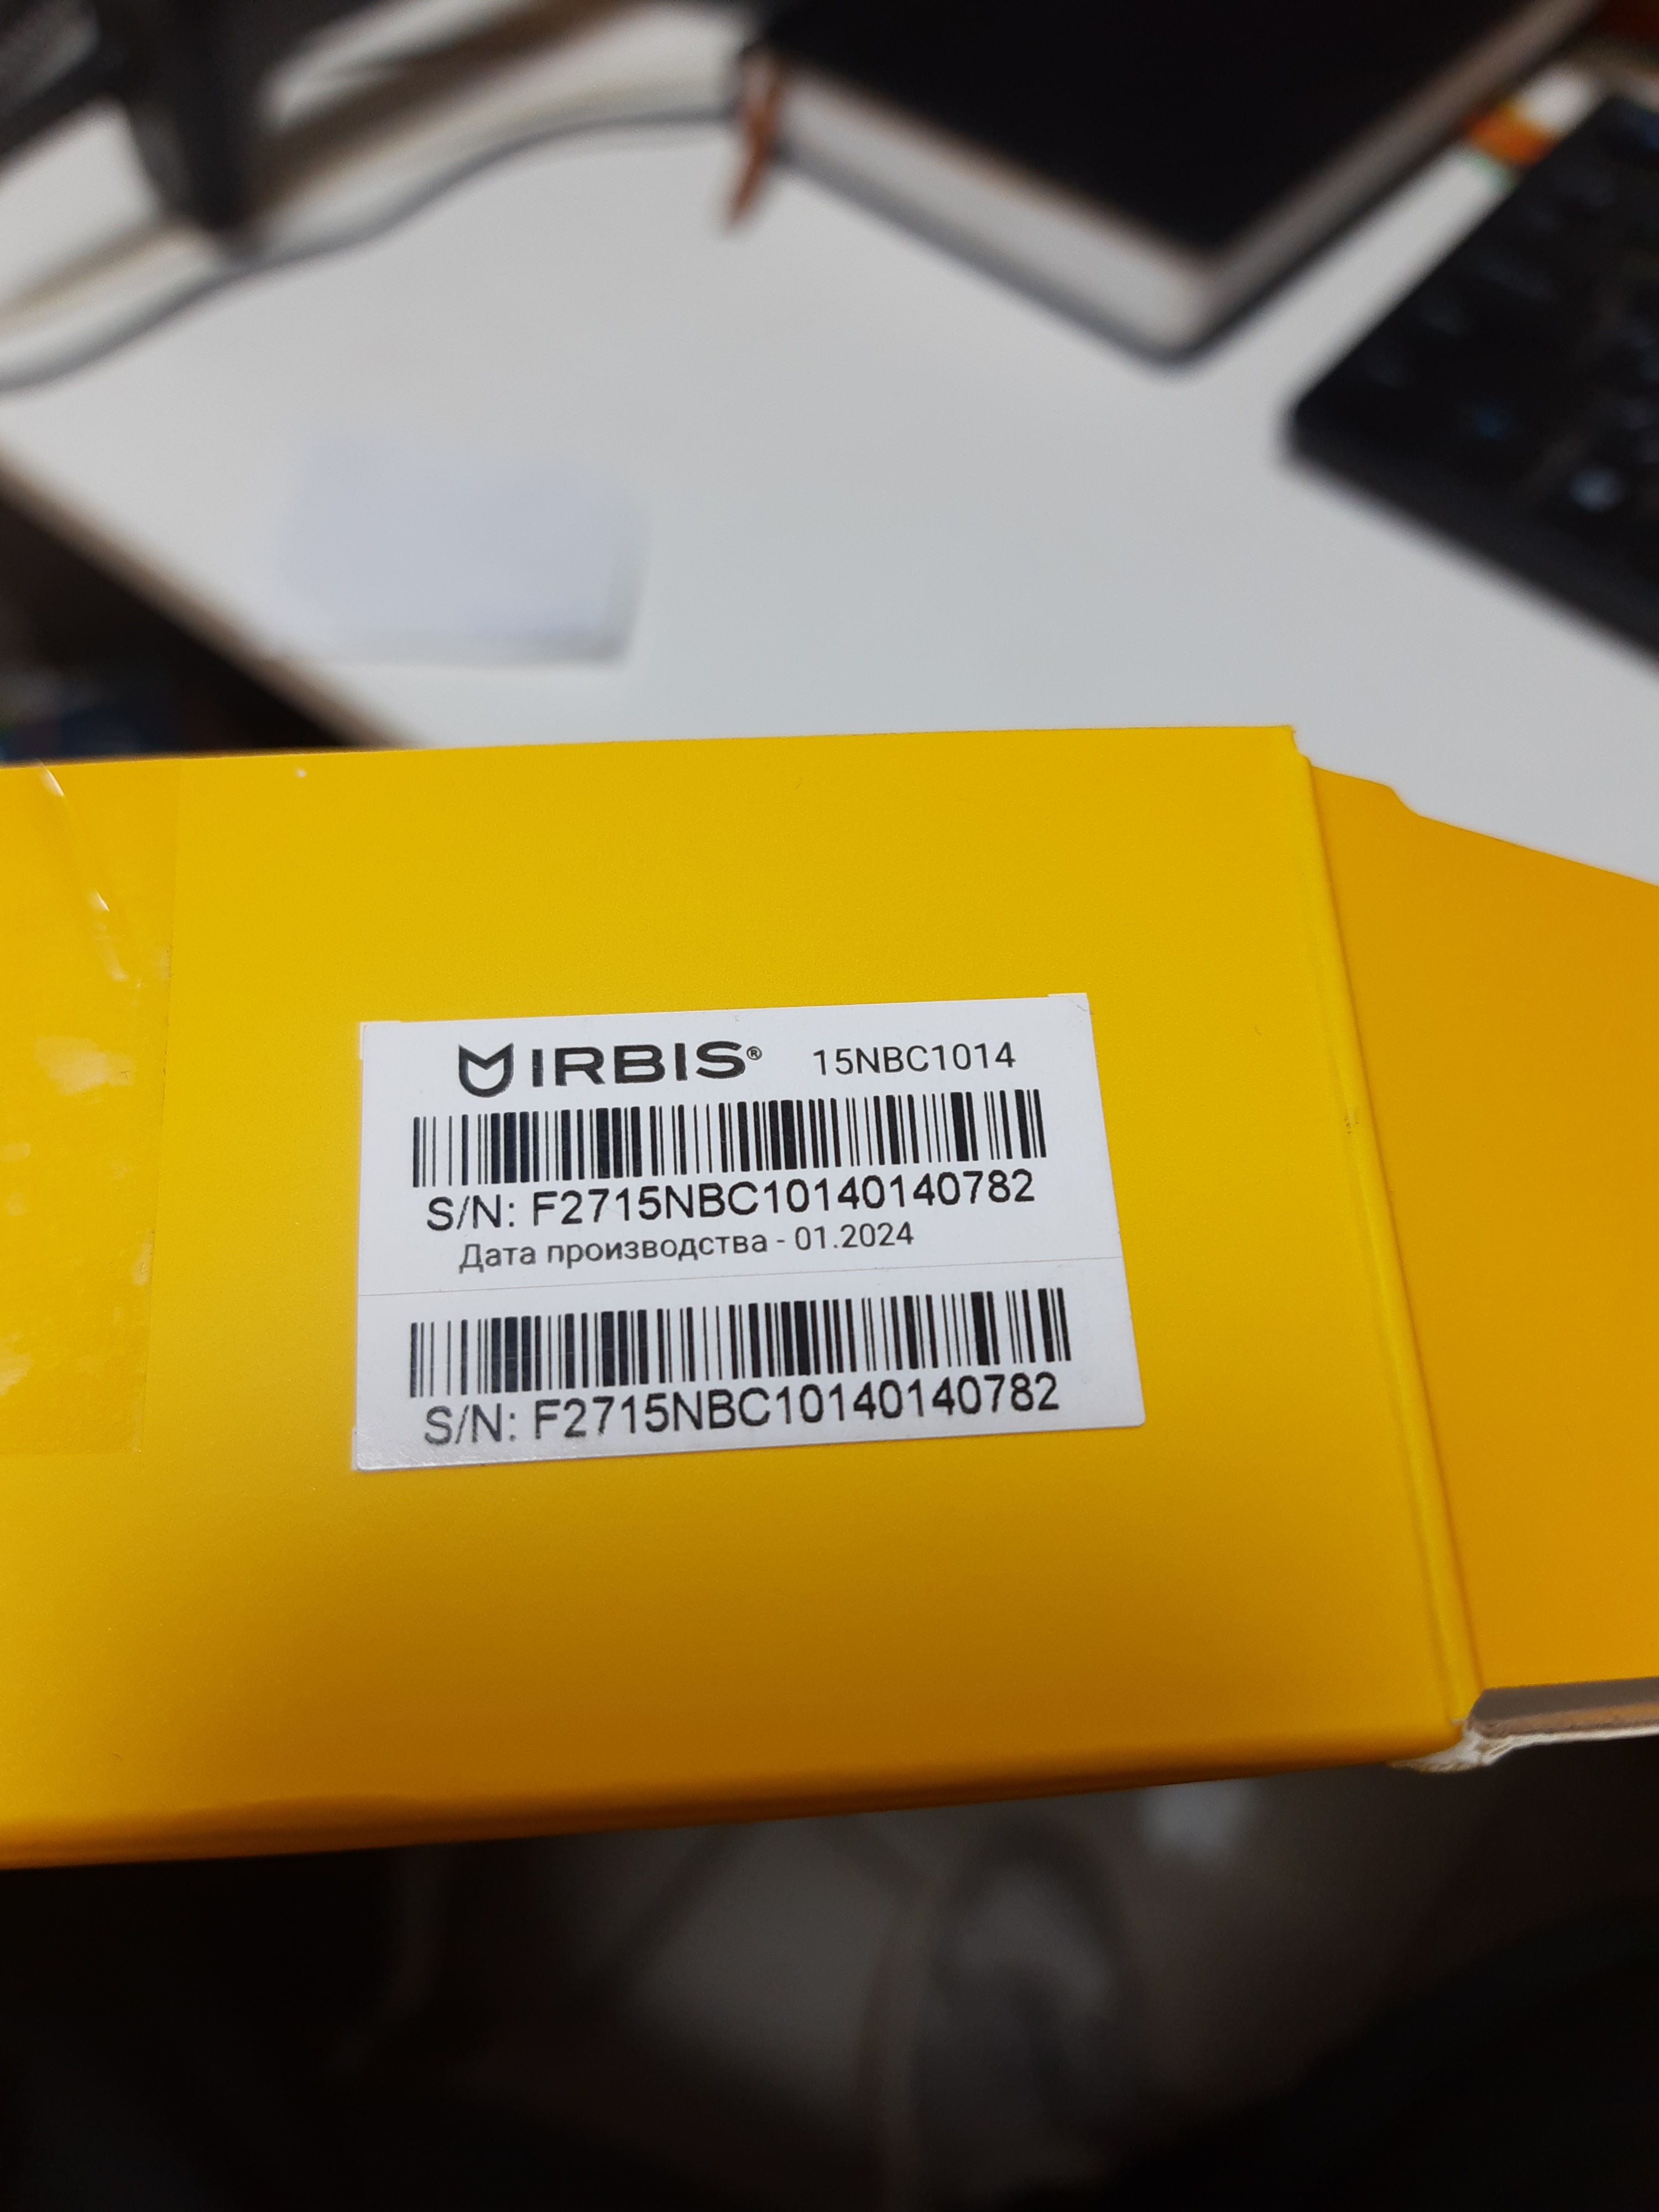 IRBIS® 15NBC1014
S/N: F2715NBC10140140782
Дата производства - 01.2024
S/N: F2715NBC10140140782